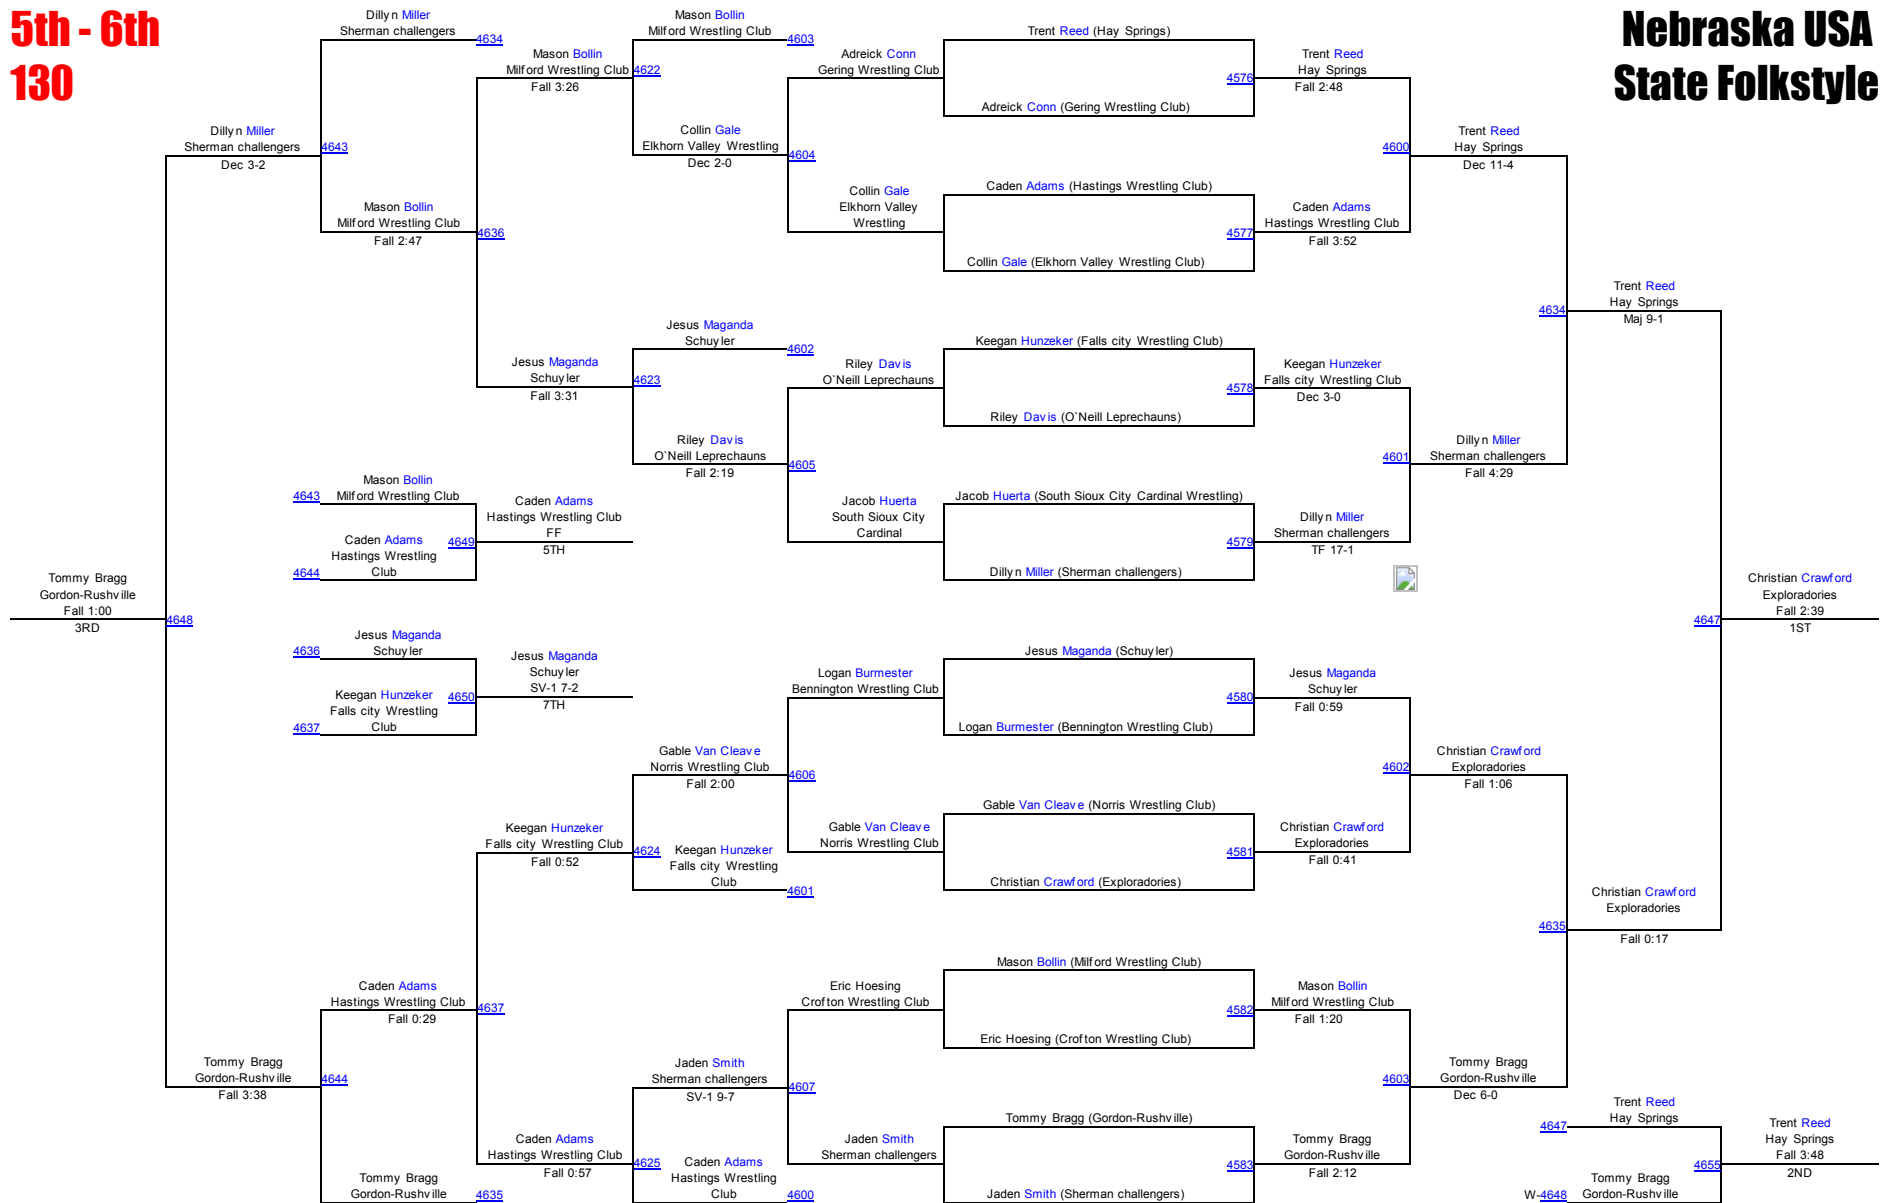 5th - 6th
130
Nebraska USA
State Folkstyle
Dillyn Miller
Sherman challengers
4634
Mason Bollin
Milford Wrestling Club
Fall 3:26
4622
Mason Bollin
Milford Wrestling Club
4603
Adreick Conn
Gering Wrestling Club
Trent Reed (Hay Springs)
4576
Adreick Conn (Gering Wrestling Club)
Trent Reed
Hay Springs
Fall 2:48
Dillyn Miller
Sherman challengers
Dec 3-2
4643
Collin Gale
Elkhorn Valley Wrestling
Dec 2-0
4604
4600
Trent Reed
Hay Springs
Dec 11-4
Mason Bollin
Milford Wrestling Club
Fall 2:47
4636
Collin Gale
Elkhorn Valley
Wrestling
Caden Adams (Hastings Wrestling Club)
4577
Collin Gale (Elkhorn Valley Wrestling Club)
Caden Adams
Hastings Wrestling Club
Fall 3:52
4634
Trent Reed
Hay Springs
Maj 9-1
Jesus Maganda
Schuyler
4602
Jesus Maganda
Schuyler
Fall 3:31
4623
Riley Davis
O`Neill Leprechauns
Keegan Hunzeker (Falls city Wrestling Club)
4578
Riley Davis (O`Neill Leprechauns)
Keegan Hunzeker
Falls city Wrestling Club
Dec 3-0
Riley Davis
O`Neill Leprechauns
Fall 2:19
4605
4601
Dillyn Miller
Sherman challengers
Fall 4:29
4643
Mason Bollin
Milford Wrestling Club
4649
Caden Adams
Hastings Wrestling Club
FF
5TH
4644
Caden Adams
Hastings Wrestling
Club
Jacob Huerta
South Sioux City
Cardinal
Jacob Huerta (South Sioux City Cardinal Wrestling)
4579
Dillyn Miller (Sherman challengers)
Dillyn Miller
Sherman challengers
TF 17-1
Tommy Bragg
Gordon-Rushville
Fall 1:00
3RD
4648
4647
Christian Crawford
Exploradories
Fall 2:39
1ST
4636
Jesus Maganda
Schuyler
4650
Jesus Maganda
Schuyler
SV-1 7-2
7TH
4637
Keegan Hunzeker
Falls city Wrestling
Club
Logan Burmester
Bennington Wrestling Club
Jesus Maganda (Schuyler)
4580
Logan Burmester (Bennington Wrestling Club)
Jesus Maganda
Schuyler
Fall 0:59
Gable Van Cleave
Norris Wrestling Club
Fall 2:00
4606
4602
Christian Crawford
Exploradories
Fall 1:06
Keegan Hunzeker
Falls city Wrestling Club
Fall 0:52
4624
Keegan Hunzeker
Falls city Wrestling
Club
4601
Gable Van Cleave
Norris Wrestling Club
Gable Van Cleave (Norris Wrestling Club)
4581
Christian Crawford (Exploradories)
Christian Crawford
Exploradories
Fall 0:41
4635
Christian Crawford
Exploradories
Fall 0:17
Caden Adams
Hastings Wrestling Club
Fall 0:29
4637
Eric Hoesing
Crofton Wrestling Club
Mason Bollin (Milford Wrestling Club)
4582
Eric Hoesing (Crofton Wrestling Club)
Mason Bollin
Milford Wrestling Club
Fall 1:20
Tommy Bragg
Gordon-Rushville
Fall 3:38
4644
Jaden Smith
Sherman challengers
SV-1 9-7
4607
4603
Tommy Bragg
Gordon-Rushville
Dec 6-0
Caden Adams
Hastings Wrestling Club
Fall 0:57
4625
Jaden Smith
Sherman challengers
Tommy Bragg (Gordon-Rushville)
4583
Jaden Smith (Sherman challengers)
Tommy Bragg
Gordon-Rushville
Fall 2:12
4647
Trent Reed
Hay Springs
4655
Trent Reed
Hay Springs
Fall 3:48
2ND
Tommy Bragg
Gordon-Rushville
4635
Caden Adams
Hastings Wrestling
Club
4600
W-4648
Tommy Bragg
Gordon-Rushville